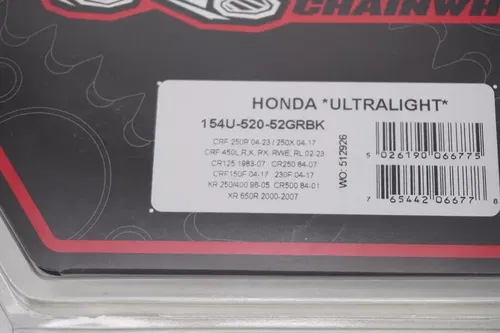 CHAINWH
HONDA *ULTRALIGHT*
154U-520-52GRBK
CRF 250R 04-23 / 250X 04-17
CRF 450L,R,X, RX, RWE, RL 02-23
CR125 1983-07 CR250 84-07
CRF150F 04-17 230F 04-17
XR 250/400 96-05 CR500 84-01
XR 650R 2000-2007
WO: 512926
5 026190 066775
7 65442 06677 8